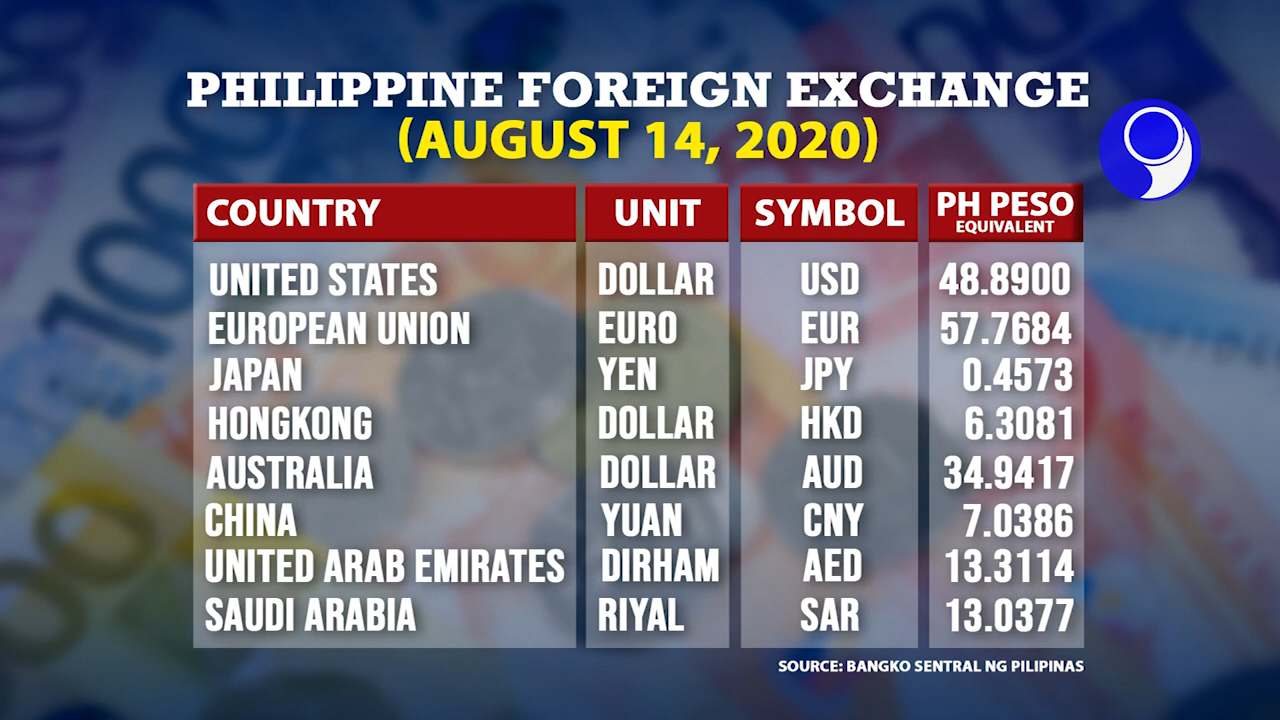 PHILIPPINE FOREIGN EXCHANGE
(AUGUST 14, 2020)
COUNTRY UNIT SYMBOL PH PESO EQUIVALENT
UNITED STATES DOLLAR USD 48.8900
EUROPEAN UNION EURO EUR 57.7684
JAPAN YEN JPY 0.4573
HONGKONG DOLLAR HKD 6.3081
AUSTRALIA DOLLAR AUD 34.9417
CHINA YUAN CNY 7.0386
UNITED ARAB EMIRATES DIRHAM AED 13.3114
SAUDI ARABIA RIYAL SAR 13.0377
SOURCE: BANGKO SENTRAL NG PILIPINAS